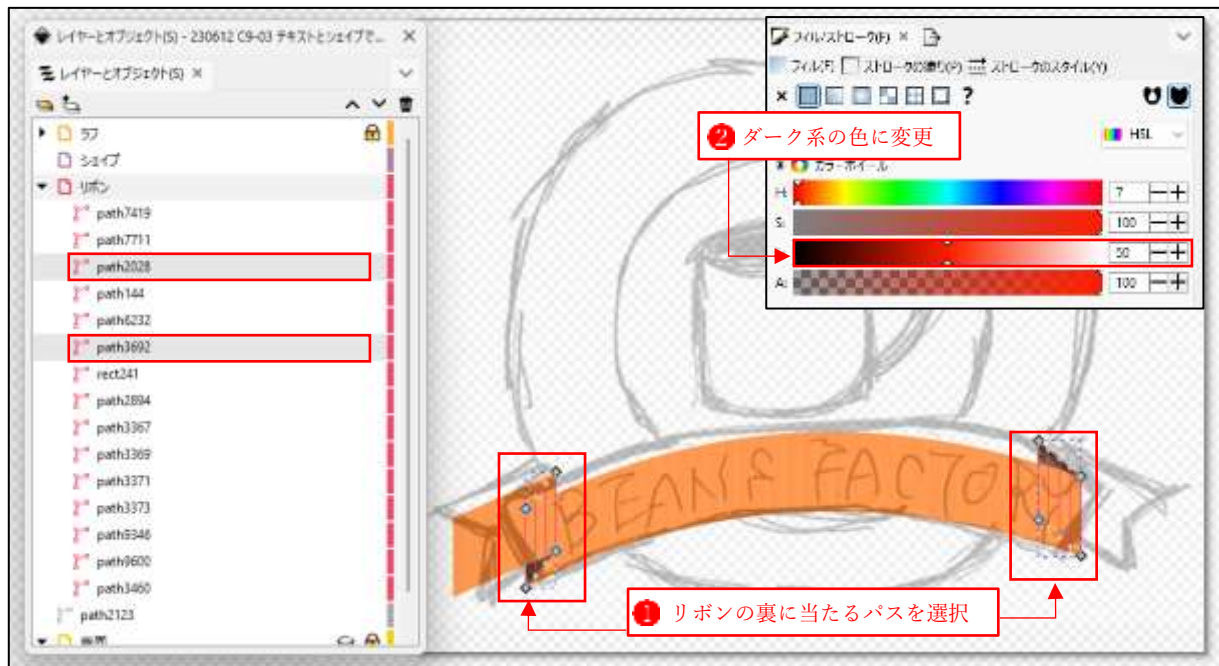 レイヤーとオブジェクト(S) - 230612 C9-03 テキストとシェイプで...
レイヤーとオブジェクト(S)
ラフ
シェイプ
リボン
path7419
path7711
path2028
path144
path6232
path3692
rect241
path2894
path3367
path3369
path3371
path3373
path9346
path9600
path3460
path2123
背景
フィル/ストローク(F)
フィル(F) ストロークの塗り(P) ストロークのスタイル(Y)
?
❷ ダーク系の色に変更
HSL
カラーホイール
H: 7
S: 100
50
A: 100
BEANS FACTORY
❶ リボンの裏に当たるパスを選択